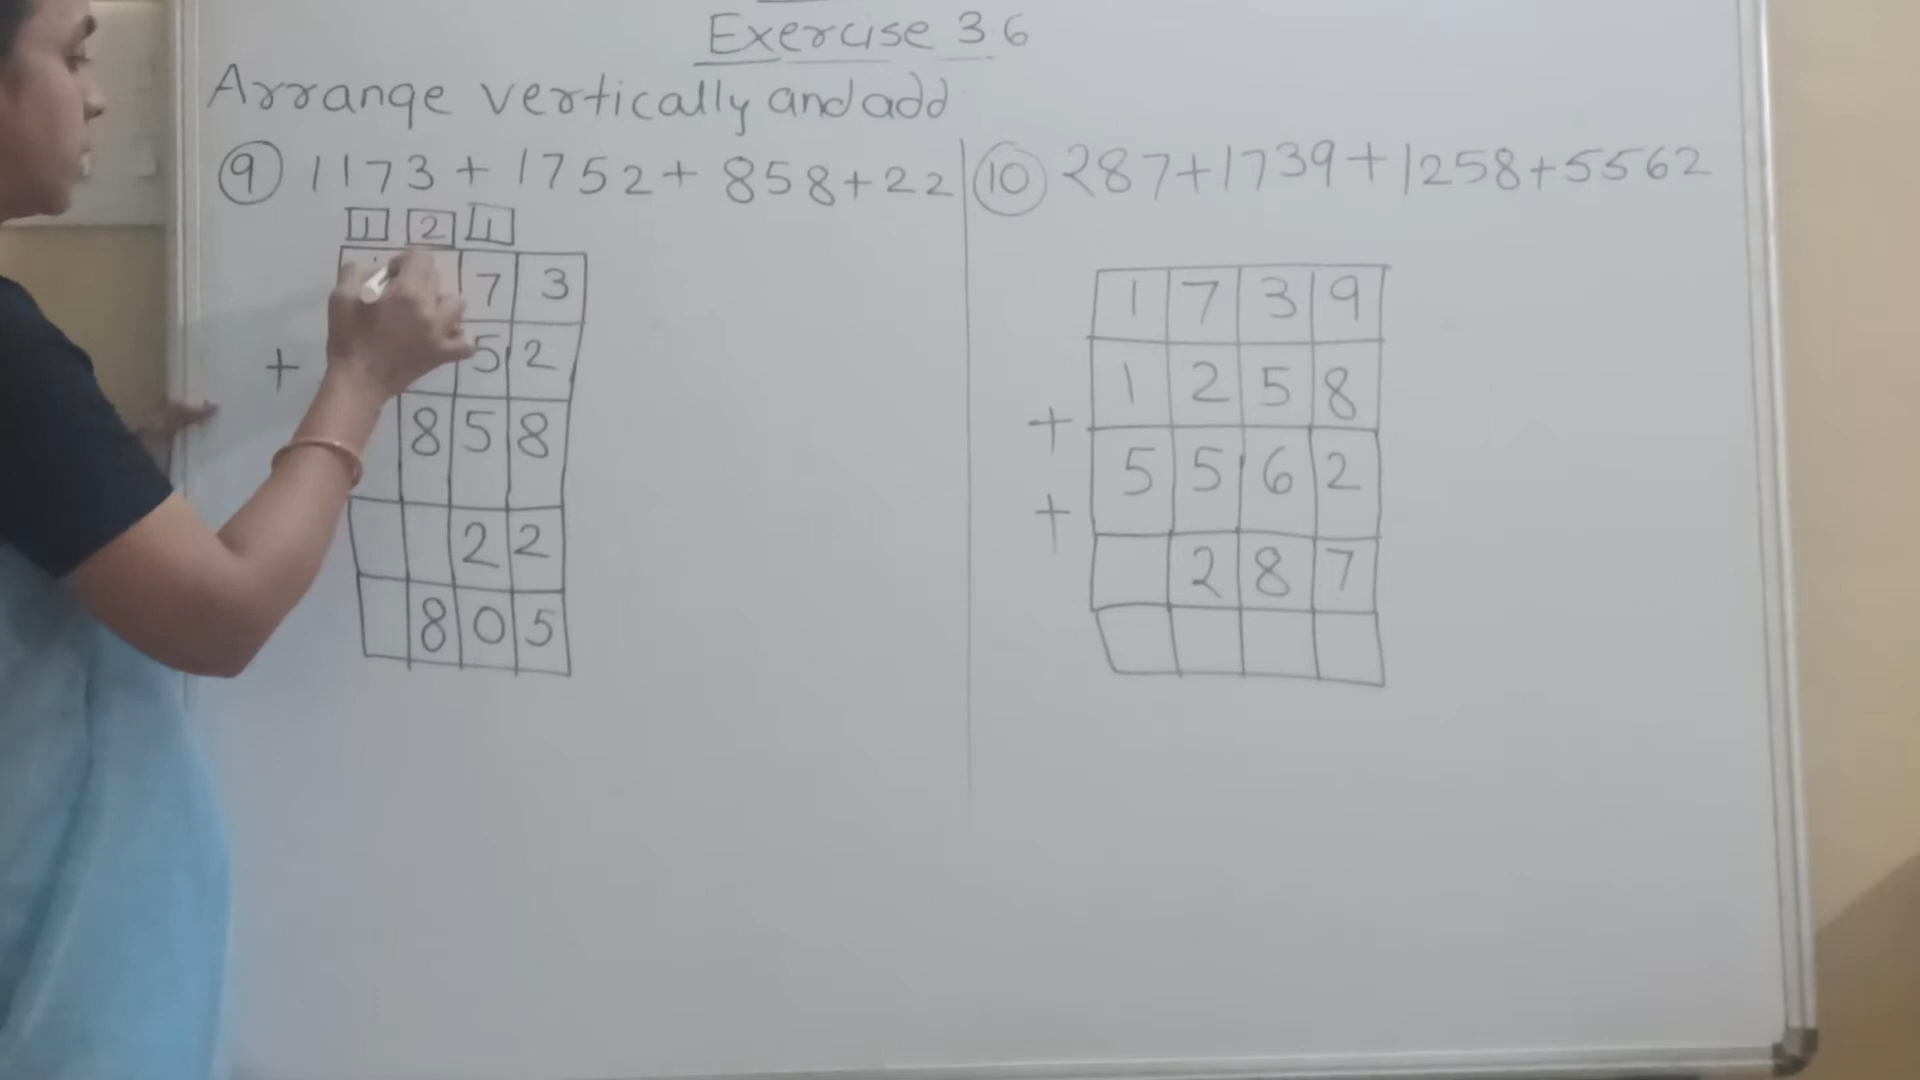 Exercise 36
Arrange vertically and add
⑨ 1173 + 1752 + 858 + 22
1 2 1
7 3
+ 5 2
8 5 8
2 2
8 0 5
⑩ 287 + 1739 + 1258 + 5562
1 7 3 9
1 2 5 8
+
5 5 6 2
+
2 8 7